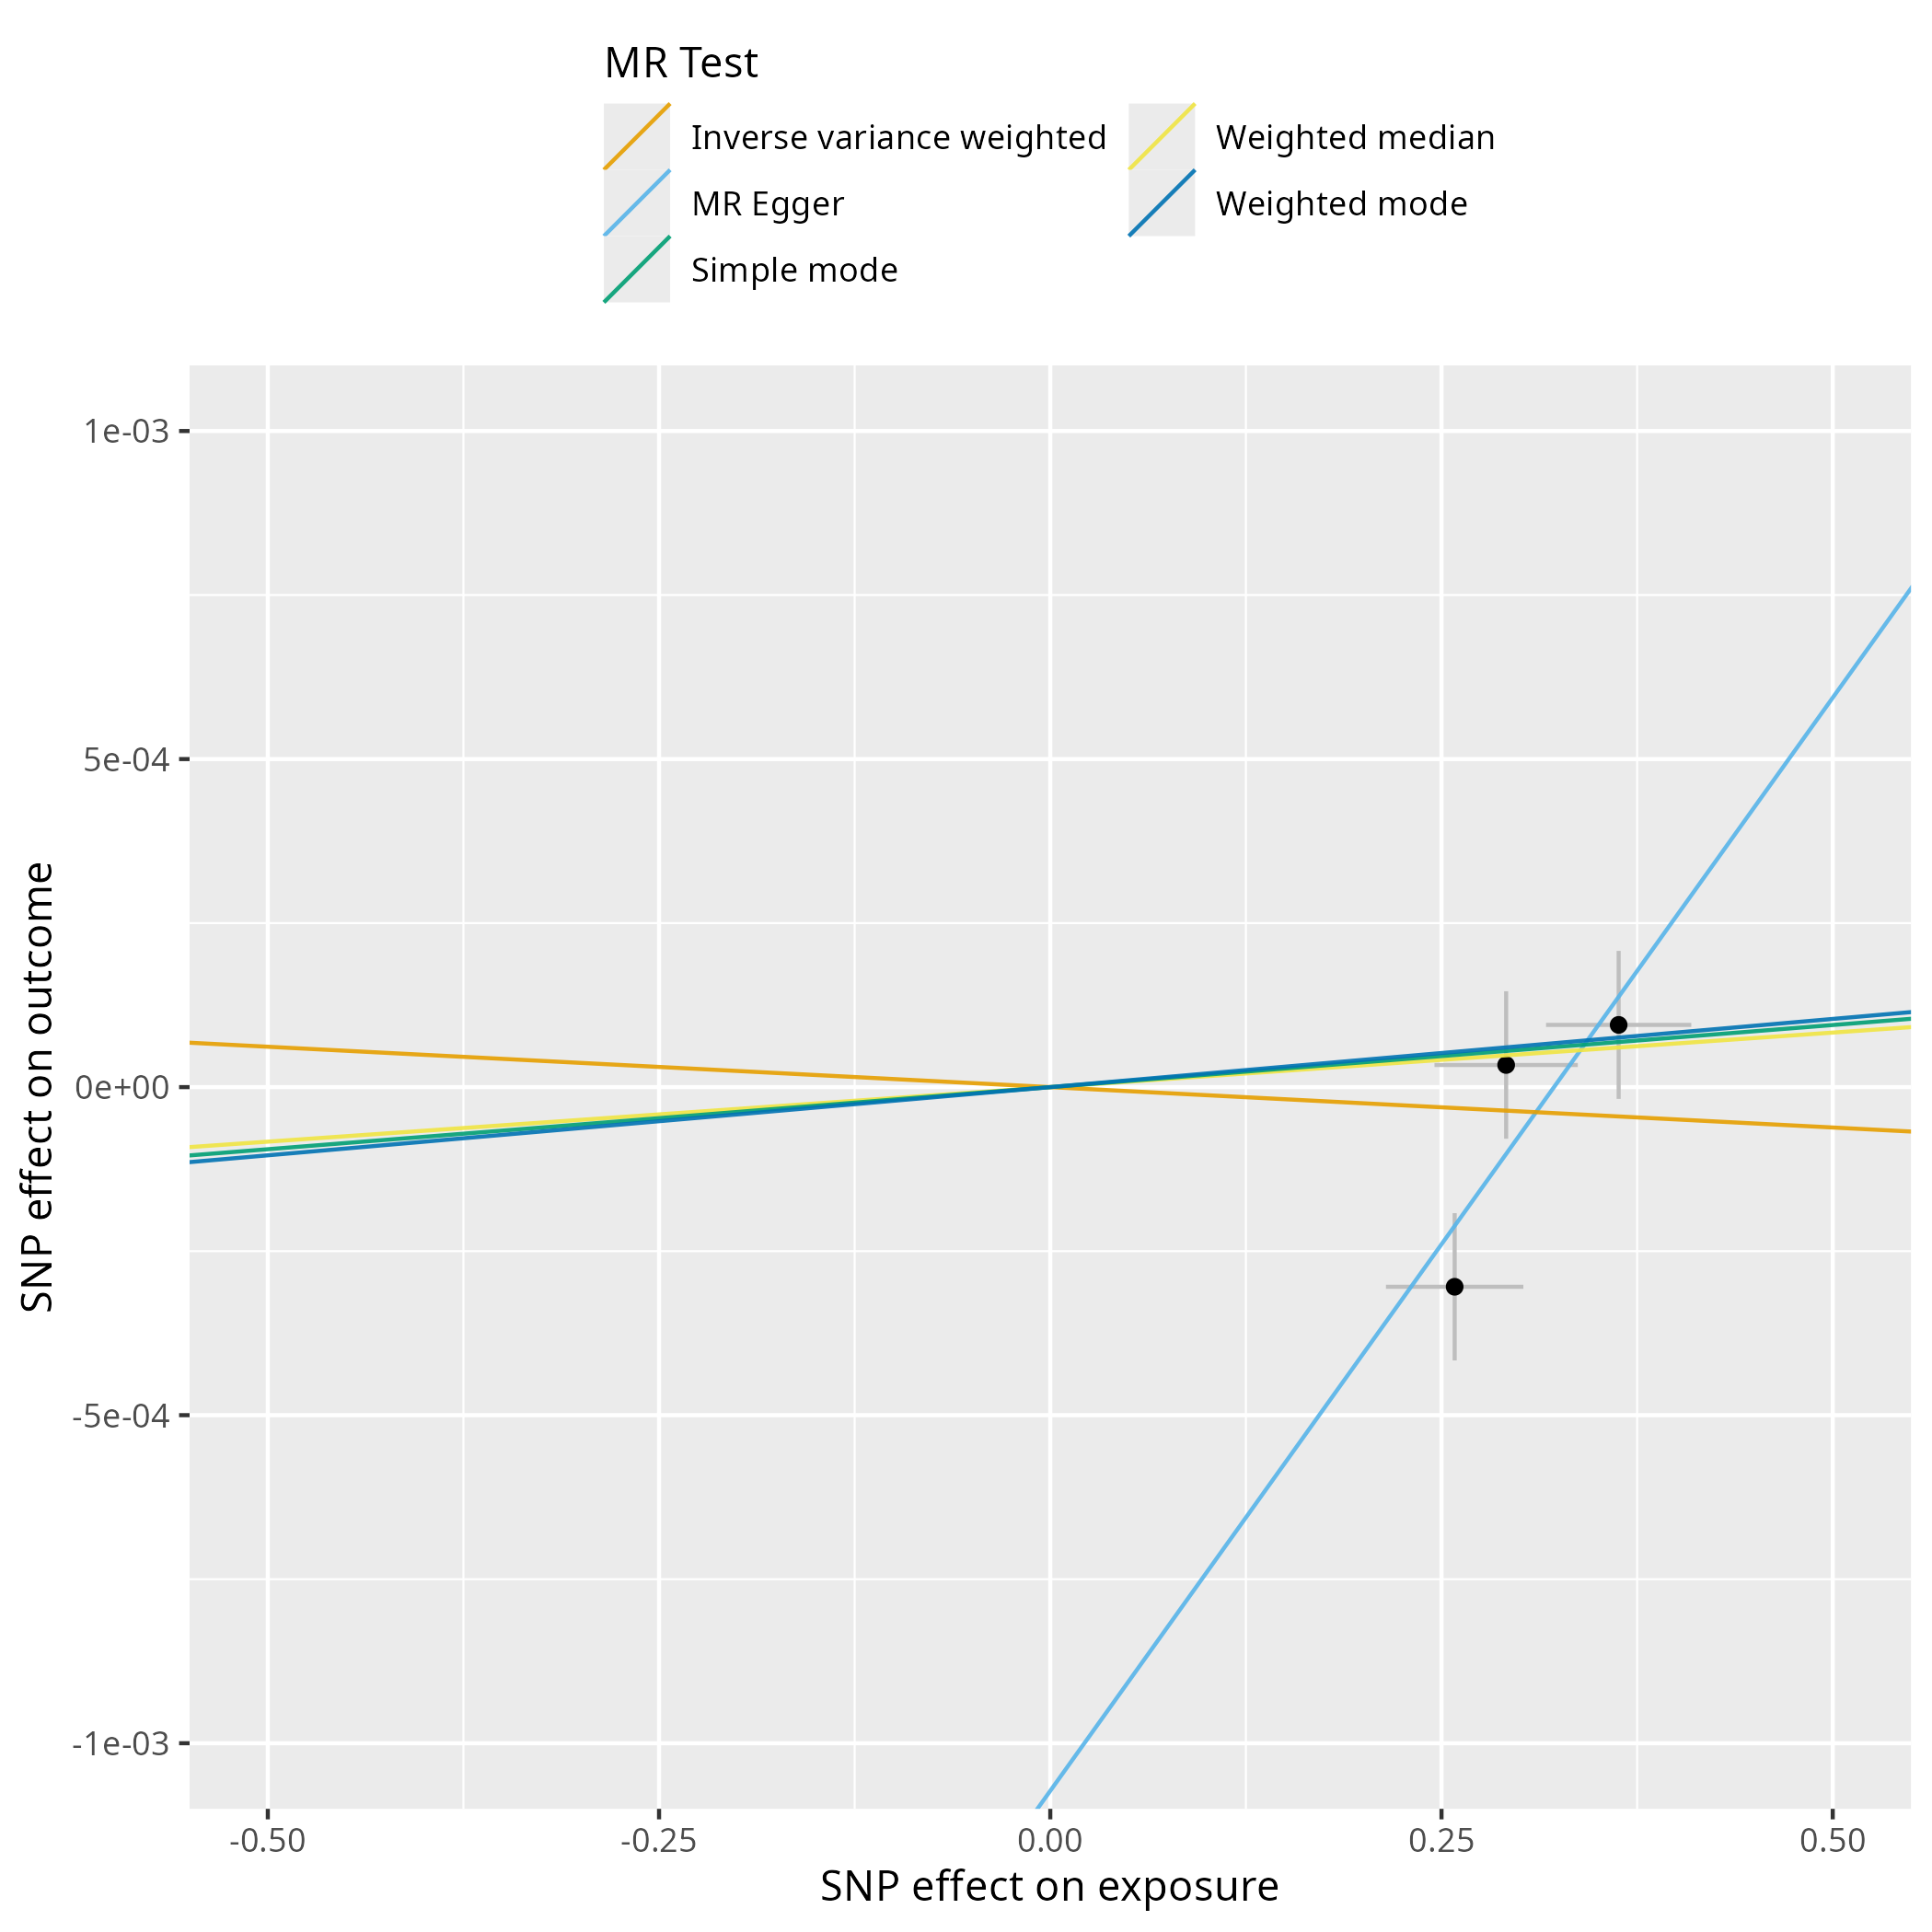 MR Test
Inverse variance weighted
Weighted median
MR Egger
Weighted mode
Simple mode
1e-03
5e-04
0e+00
-5e-04
-1e-03
SNP effect on outcome
-0.50
-0.25
0.00
0.25
0.50
SNP effect on exposure